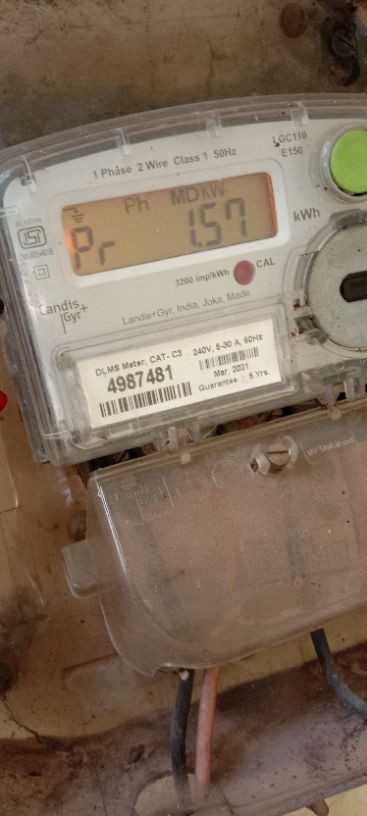 1 Phase 2 Wire Class 1 50Hz
LGC110
E150
Ph MD KW
Pr 1.57
kWh
3200 imp/kWh
CAL
Landis+
Gyr
Landis+Gyr, India, Joka, Made
DLMS Meter, CAT- C3 240V, 5-30 A, 50Hz
4987481
Mar. 2021
Guarantee : 5 Yrs.